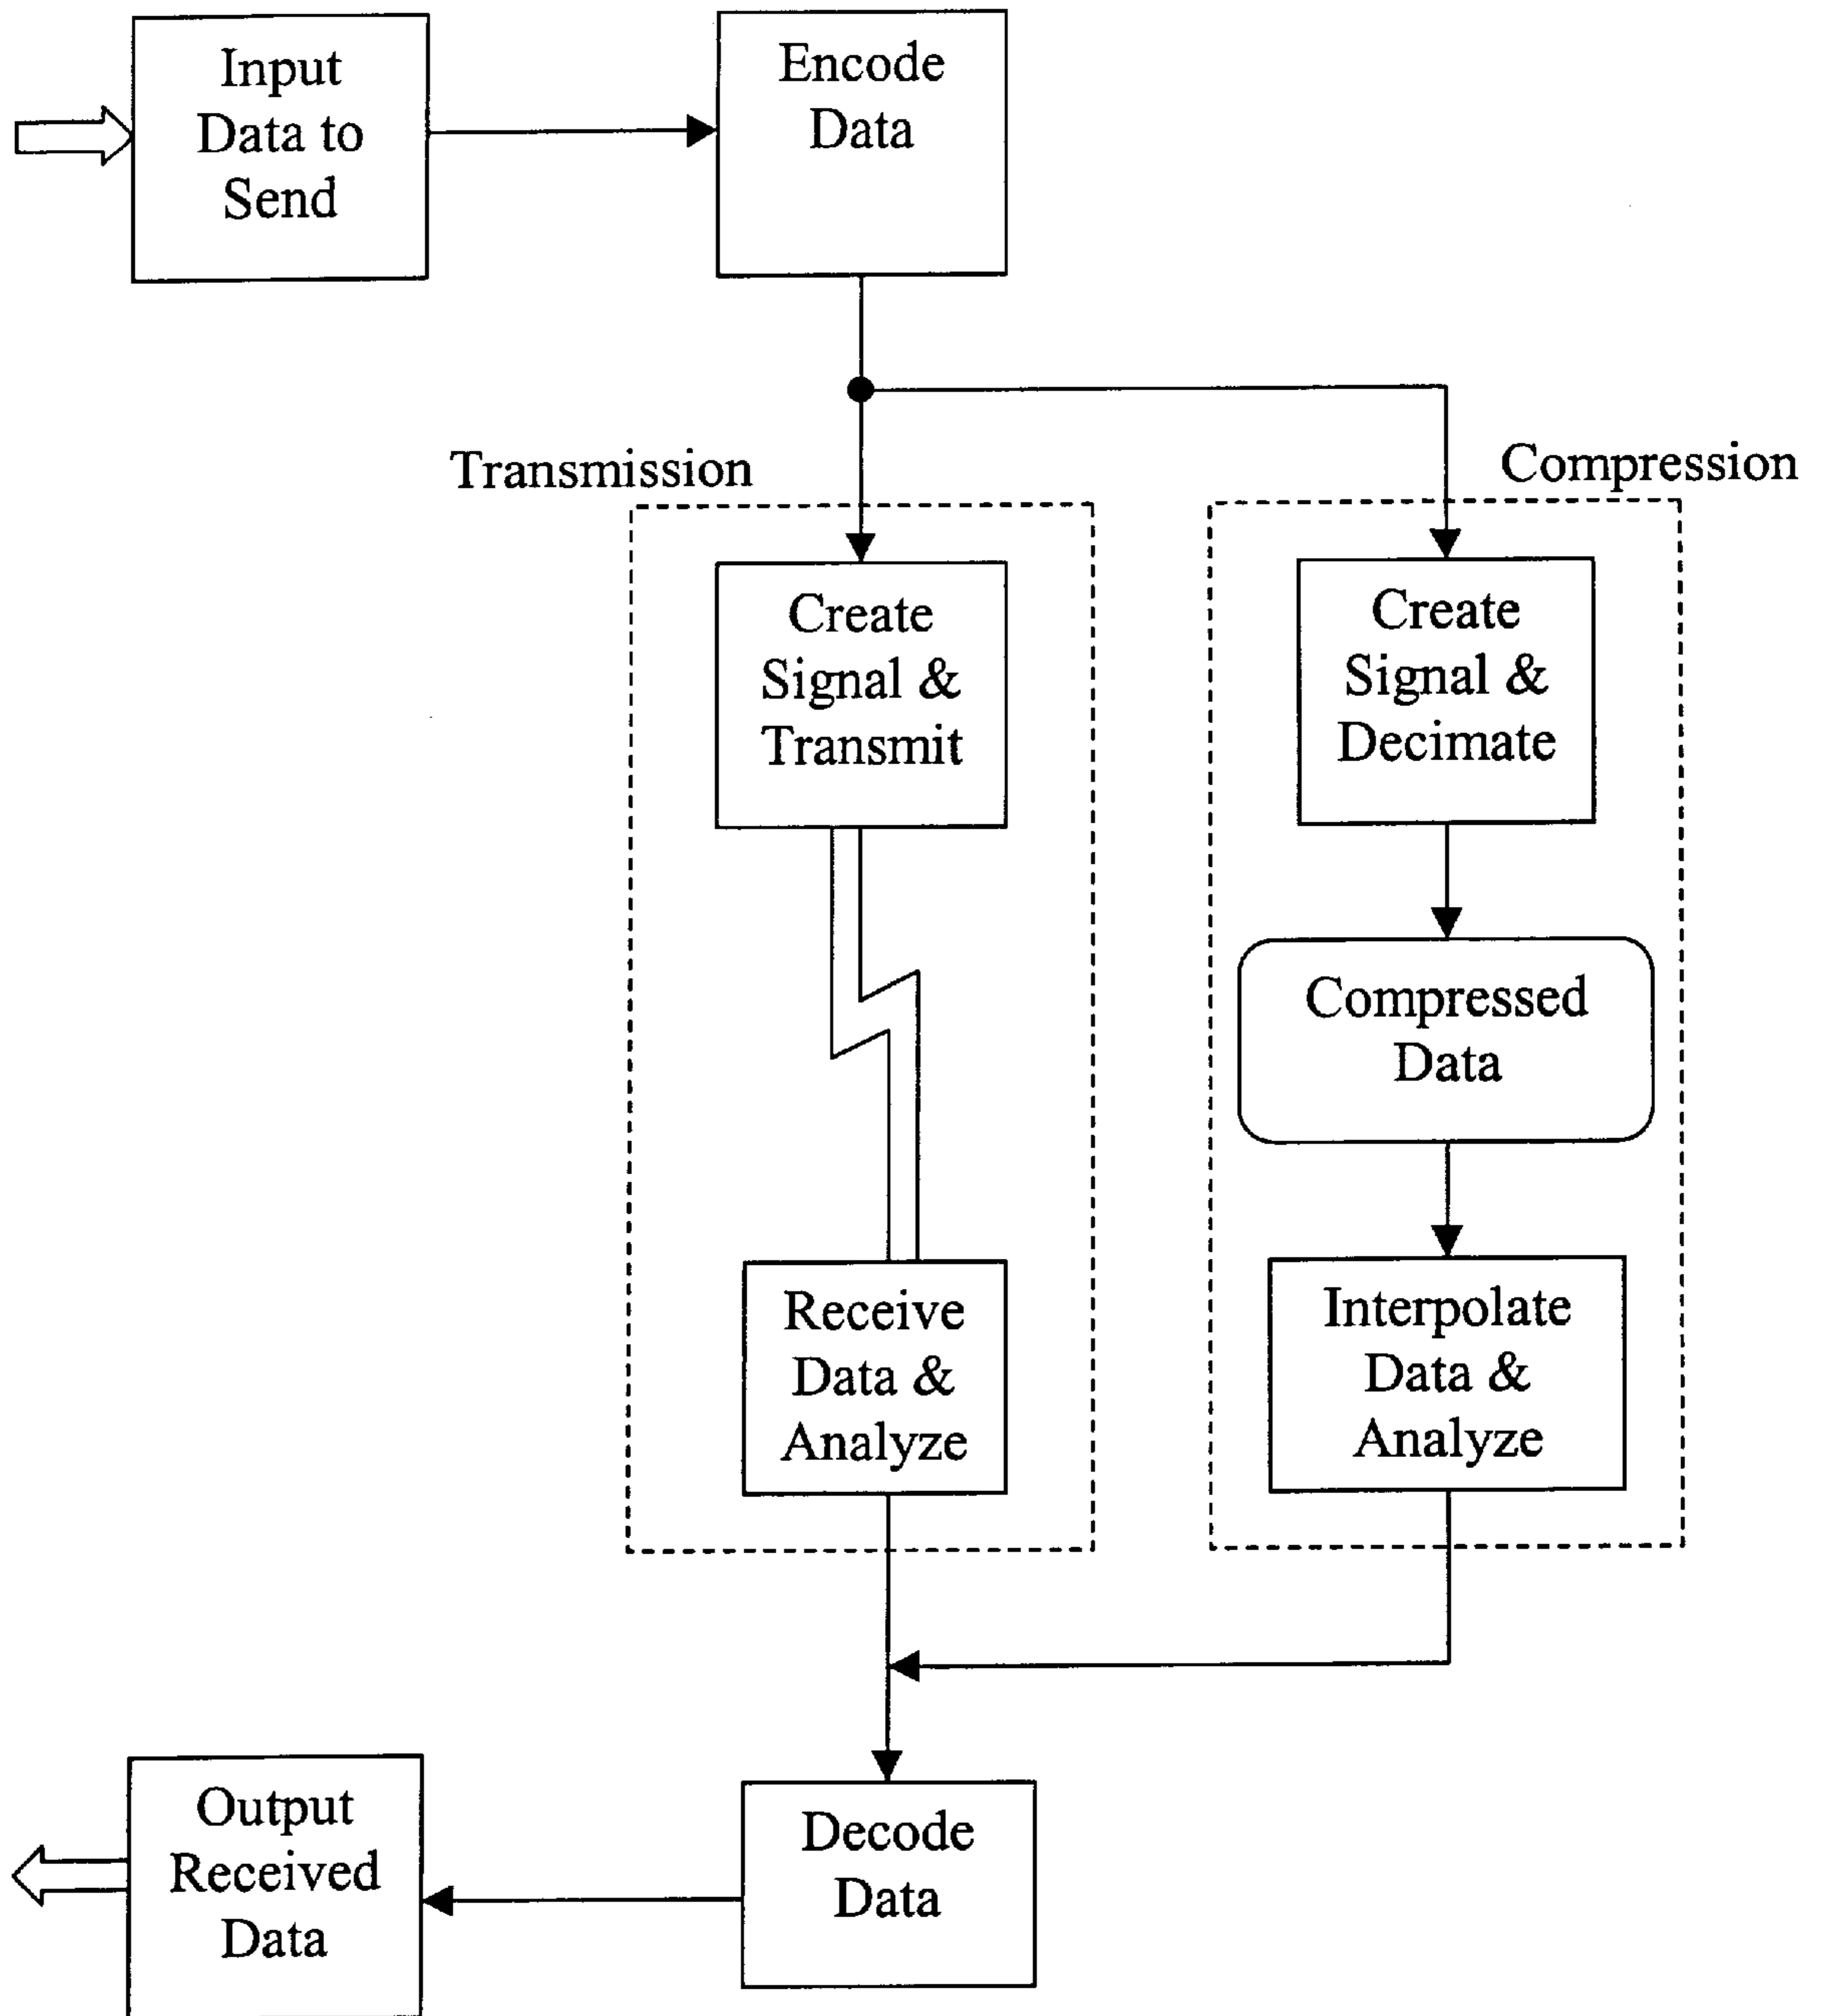 Input
Data to
Send
Encode
Data
Transmission
Compression
Create
Signal &
Transmit
Create
Signal &
Decimate
Compressed
Data
Receive
Data &
Analyze
Interpolate
Data &
Analyze
Output
Received
Data
Decode
Data